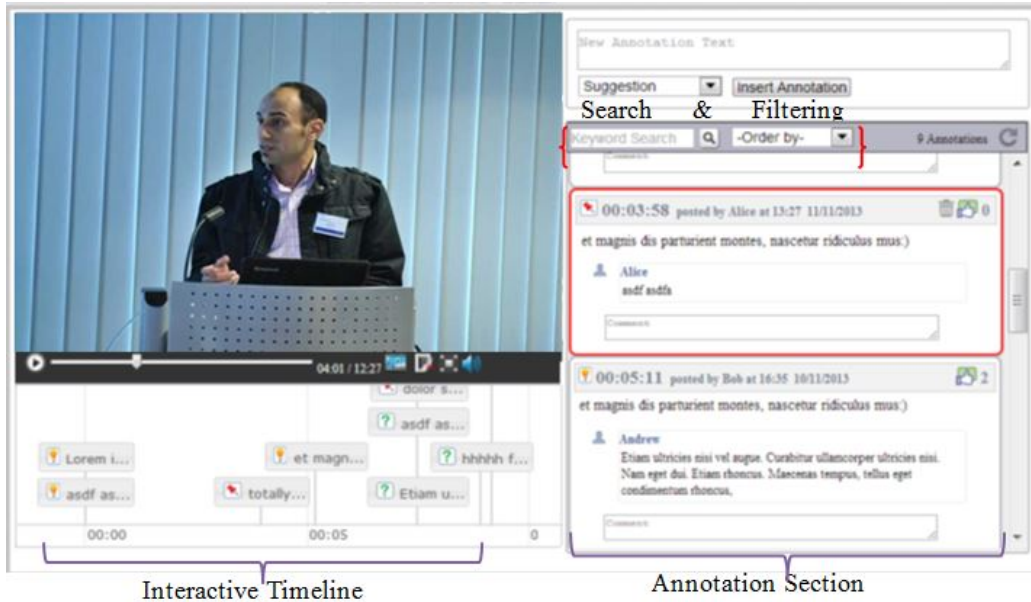 New Annotation Text
Suggestion
Insert Annotation
Search & Filtering
Keyword Search
-Order by-
9 Annotations
Comment
00:03:58 posted by Alice at 13:27 11/11/2013
0
et magnis dis parturient montes, nascetur ridiculus mus:)
Alice
asdf asdfa
Comment
00:05:11 posted by Bob at 16:35 10/11/2013
2
et magnis dis parturient montes, nascetur ridiculus mus:)
Andrew
Etiam ultricies nisi vel augue. Curabitur ullamcorper ultricies nisi.
Nam eget dui. Etiam rhoncus. Maecenas tempus, tellus eget
condimentum rhoncus,
Comment
04:01 / 12:27
dolor s...
? asdf as...
Lorem i...
et magn...
? hhhhh f...
asdf as...
totally...
? Etiam u...
00:00
00:05
0
Interactive Timeline
Annotation Section